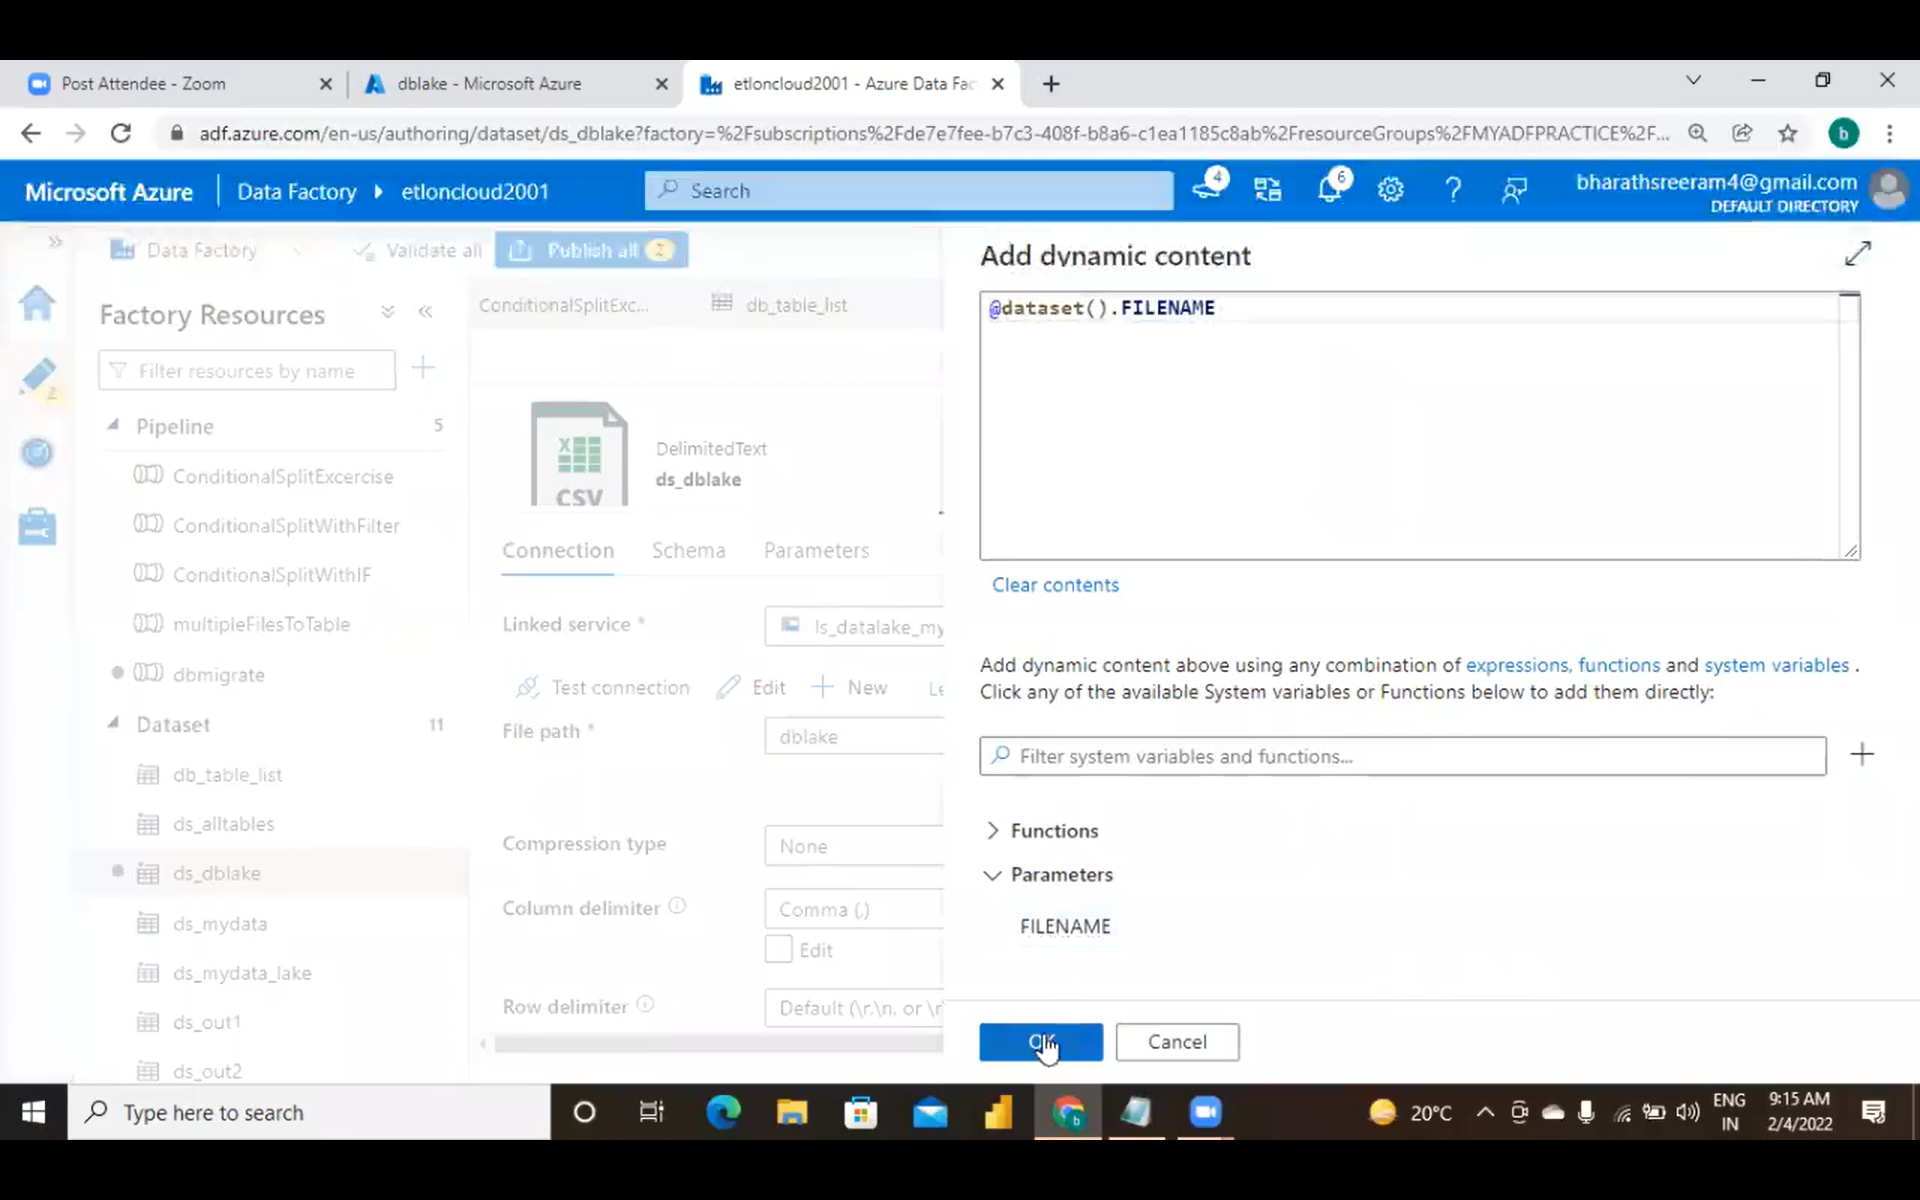 Post Attendee - Zoom
dblake - Microsoft Azure
etloncloud2001 - Azure Data Fac
adf.azure.com/en-us/authoring/dataset/ds_dblake?factory=%2Fsubscriptions%2Fde7e7fee-b7c3-408f-b8a6-c1ea1185c8ab%2FresourceGroups%2FMYADFPRACTICE%2F...
b
Microsoft Azure
Data Factory
etloncloud2001
Search
4
6
bharathsreeram4@gmail.com
DEFAULT DIRECTORY
Data Factory
Validate all
Publish all 2
Add dynamic content
@dataset().FILENAME
Factory Resources
ConditionalSplitExc...
db_table_list
Filter resources by name
2
Pipeline 5
ConditionalSplitExcercise
ConditionalSplitWithFilter
ConditionalSplitWithIF
multipleFilesToTable
dbmigrate
Dataset 11
db_table_list
ds_alltables
ds_dblake
ds_mydata
ds_mydata_lake
ds_out1
ds_out2
X
CSV
DelimitedText
ds_dblake
Connection Schema Parameters
Linked service *
ls_datalake_my
Test connection Edit New Le
File path *
dblake
Compression type
None
Column delimiter
Comma (,)
Edit
Row delimiter
Default (\r,\n, or \r
Clear contents
Add dynamic content above using any combination of expressions, functions and system variables .
Click any of the available System variables or Functions below to add them directly:
Filter system variables and functions...
Functions
Parameters
FILENAME
OK
Cancel
Type here to search
20°C
ENG
IN
9:15 AM
2/4/2022